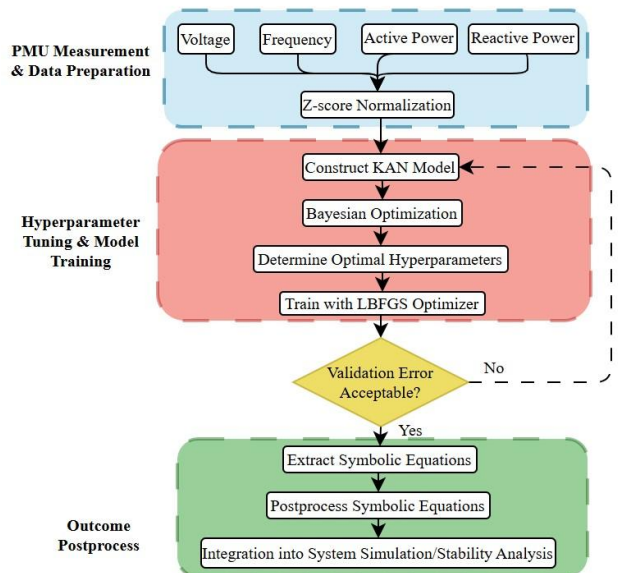 PMU Measurement
& Data Preparation
Voltage
Frequency
Active Power
Reactive Power
Z-score Normalization
Hyperparameter
Tuning & Model
Training
Construct KAN Model
Bayesian Optimization
Determine Optimal Hyperparameters
Train with LBFGS Optimizer
Validation Error
Acceptable?
No
Yes
Outcome
Postprocess
Extract Symbolic Equations
Postprocess Symbolic Equations
Integration into System Simulation/Stability Analysis